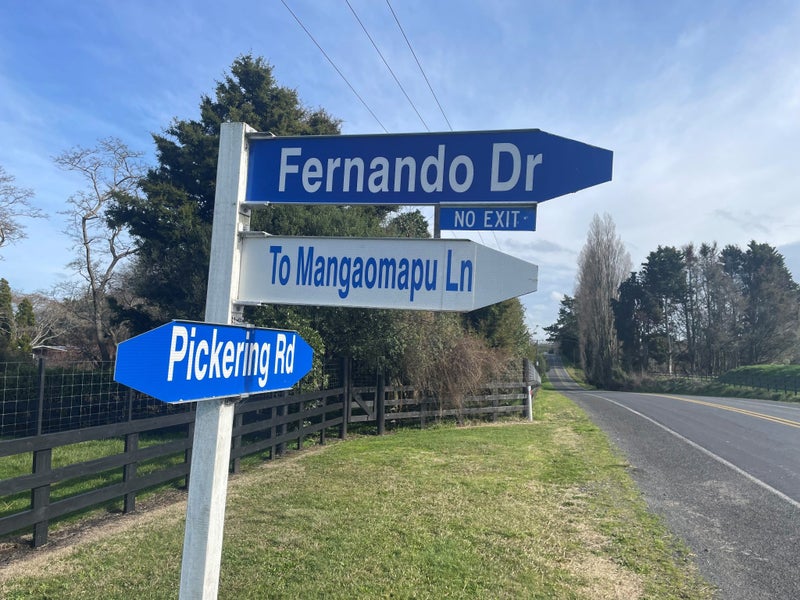 Fernando Dr
NO EXIT
To Mangaomapu Ln
Pickering Rd